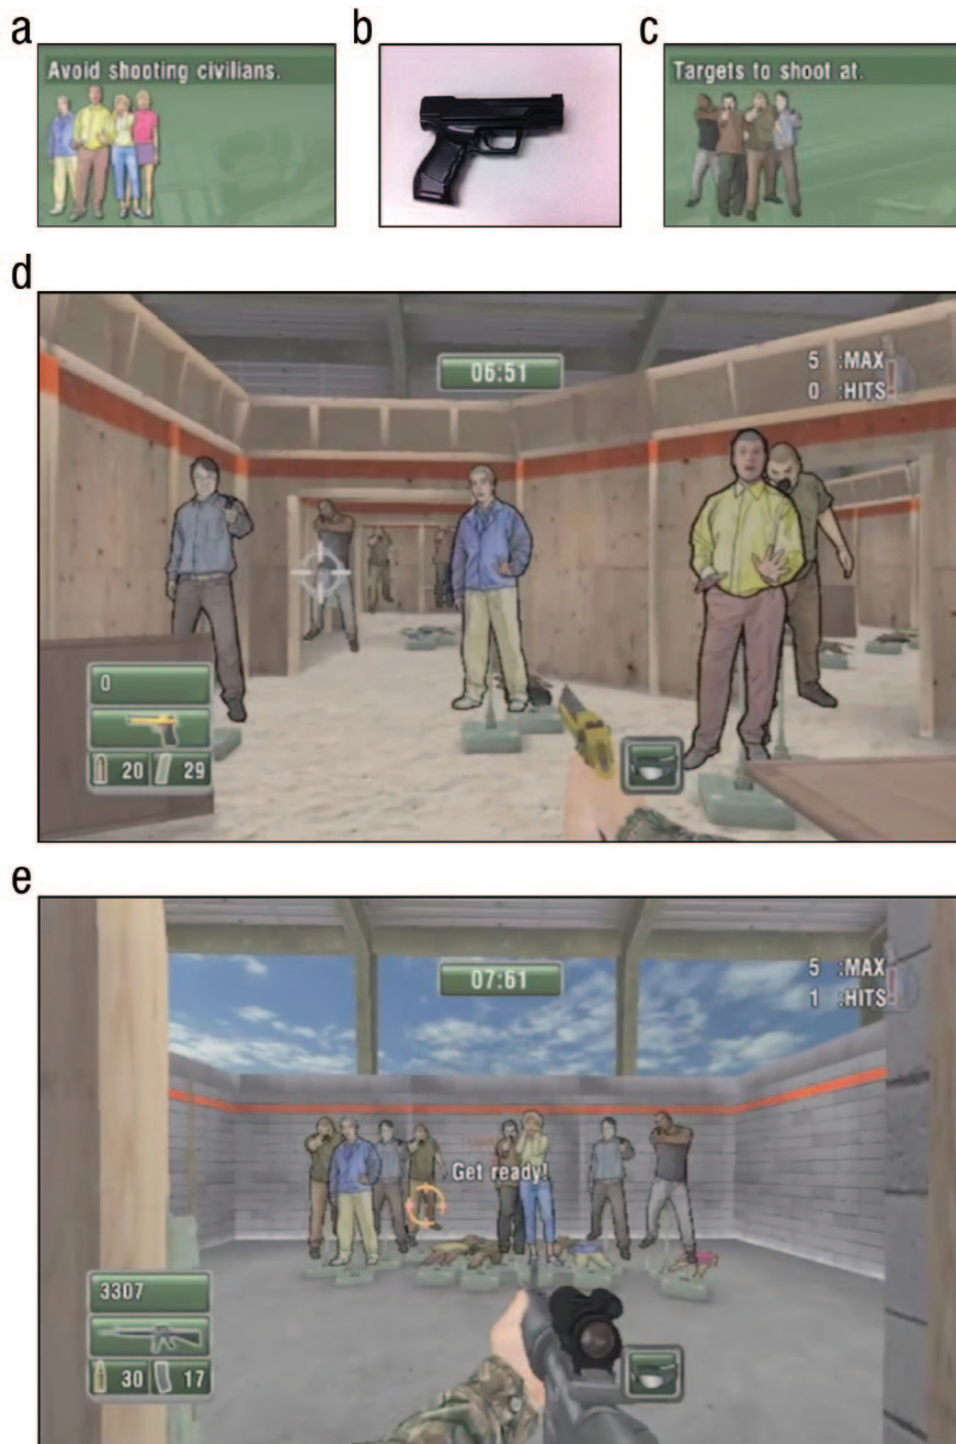 a
b
c
Avoid shooting civilians.
Targets to shoot at.
d
06:51
5 :MAX
0 :HITS
0
20 29
e
07:61
5 :MAX
1 :HITS
Get ready!
3307
30 17